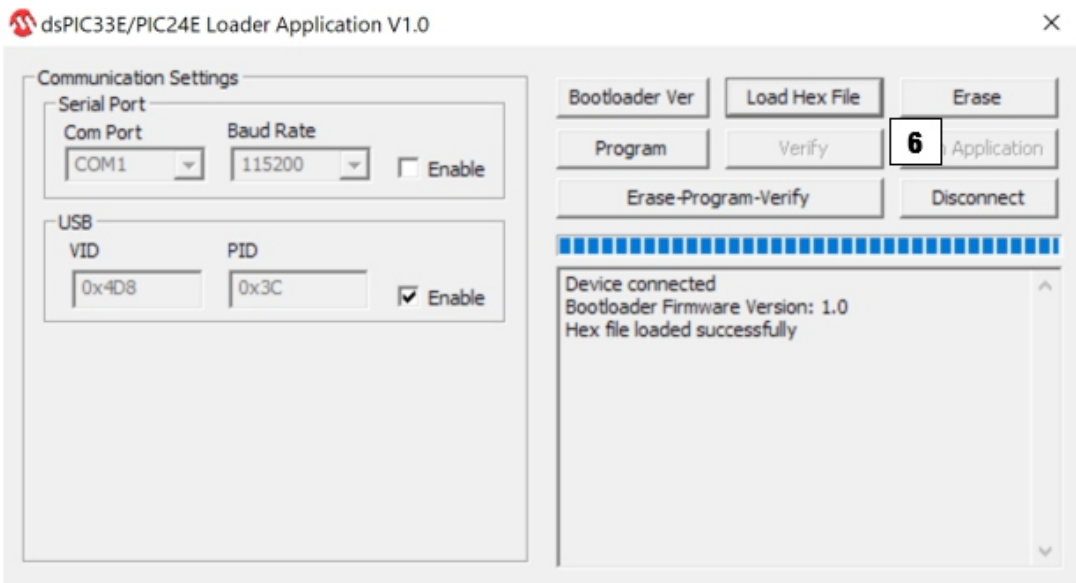 dsPIC33E/PIC24E Loader Application V1.0
Communication Settings
Serial Port
Com Port Baud Rate
COM1 115200 Enable
USB
VID PID
0x4D8 0x3C Enable
Bootloader Ver Load Hex File Erase
Program Verify 6 Application
Erase-Program-Verify Disconnect
Device connected
Bootloader Firmware Version: 1.0
Hex file loaded successfully